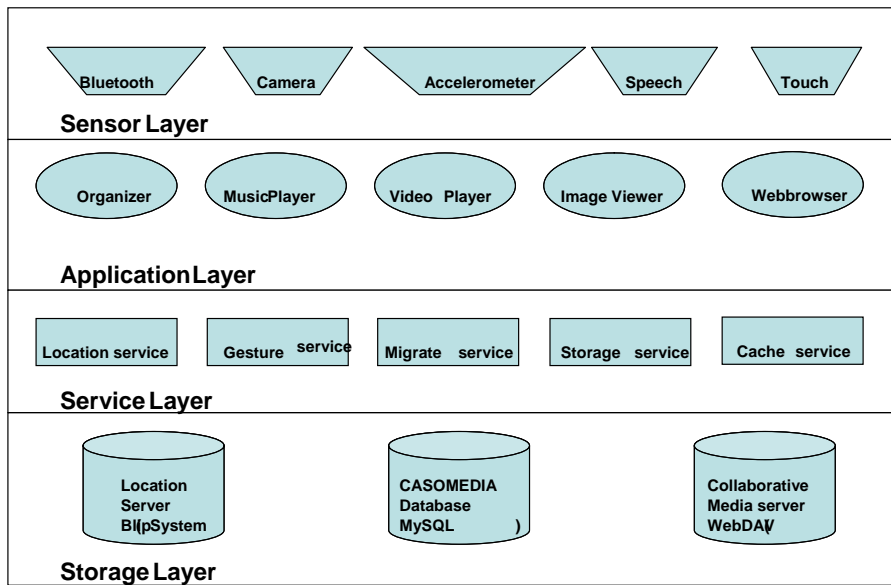 Bluetooth
Camera
Accelerometer
Speech
Touch
Sensor Layer
Organizer
MusicPlayer
Video Player
Image Viewer
Webbrowser
Application Layer
Location service
Gesture service
Migrate service
Storage service
Cache service
Service Layer
Location
Server
Bl(pSystem
CASOMEDIA
Database
MySQL )
Collaborative
Media server
WebDAV(
Storage Layer